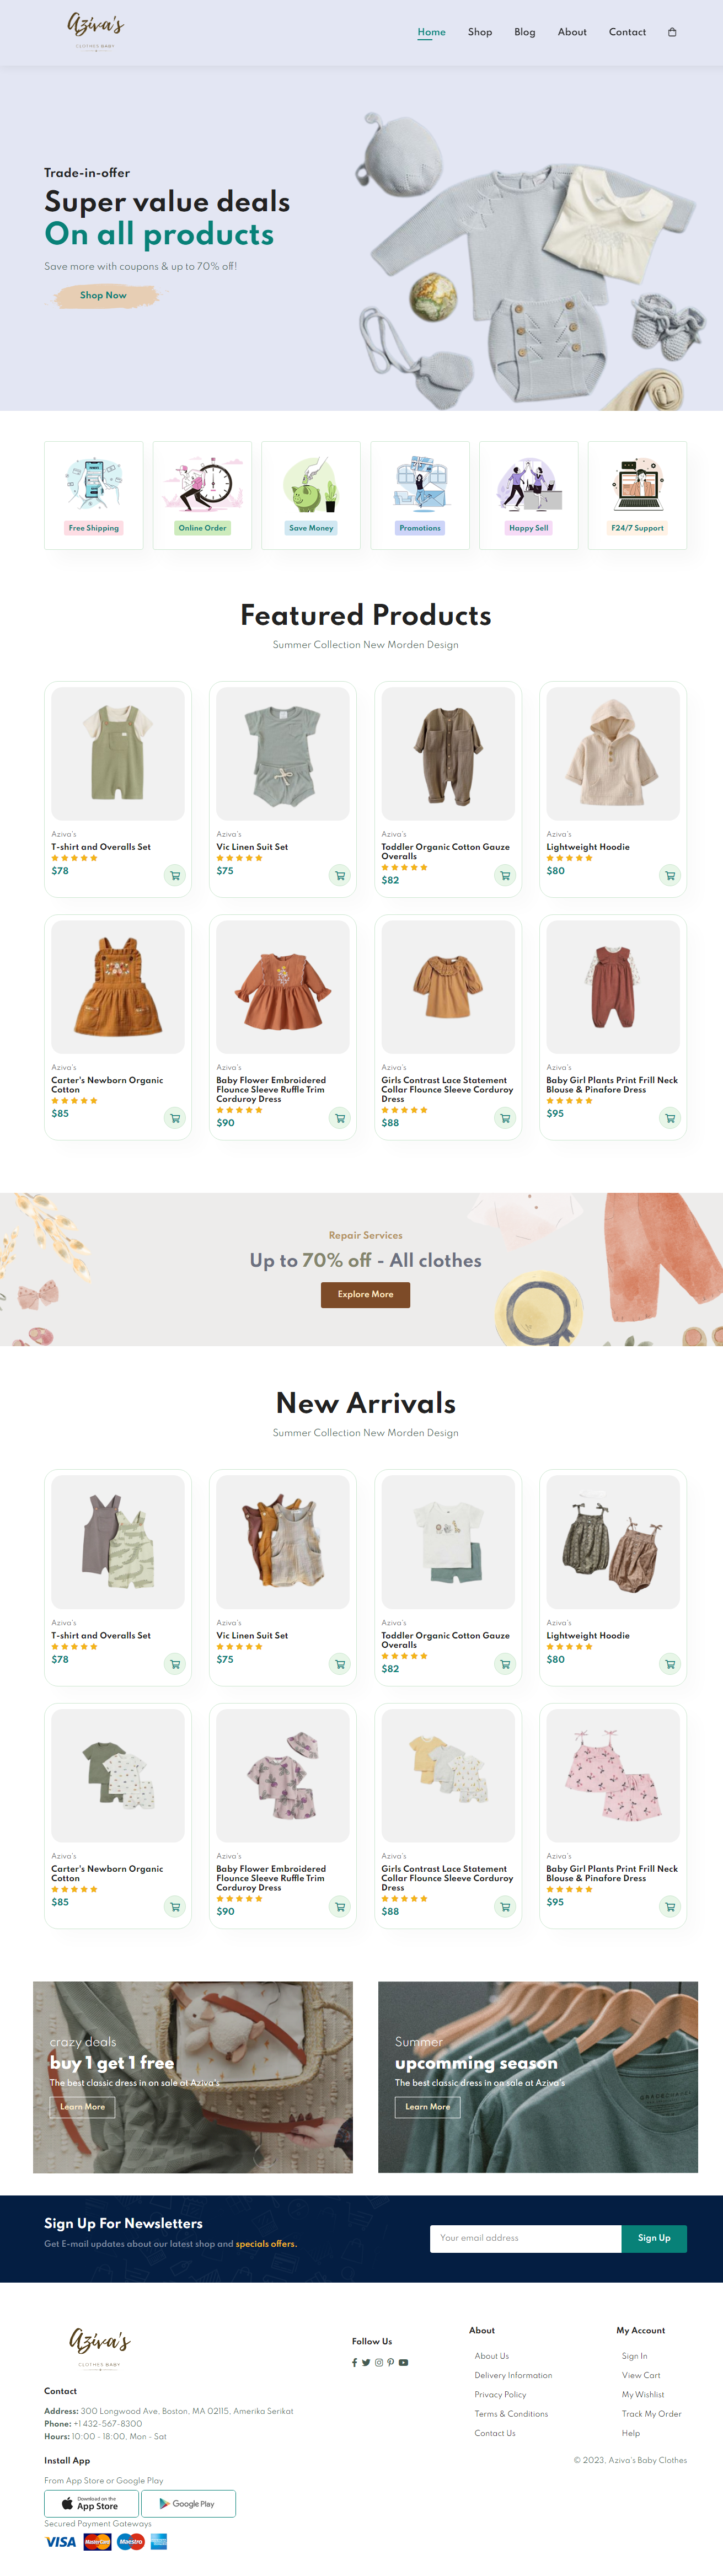 Aziva's
CLOTHES BABY
Home Shop Blog About Contact
Trade-in-offer
Super value deals
On all products
Save more with coupons & up to 70% off!
Shop Now
Free Shipping
Online Order
Save Money
Promotions
Happy Sell
F24/7 Support
Featured Products
Summer Collection New Morden Design
Aziva's
T-shirt and Overalls Set
$78
Aziva's
Vic Linen Suit Set
$75
Aziva's
Toddler Organic Cotton Gauze
Overalls
$82
Aziva's
Lightweight Hoodie
$80
Aziva's
Carter's Newborn Organic
Cotton
$85
Aziva's
Baby Flower Embroidered
Flounce Sleeve Ruffle Trim
Corduroy Dress
$90
Aziva's
Girls Contrast Lace Statement
Collar Flounce Sleeve Corduroy
Dress
$88
Aziva's
Baby Girl Plants Print Frill Neck
Blouse & Pinafore Dress
$95
Repair Services
Up to 70% off - All clothes
Explore More
New Arrivals
Summer Collection New Morden Design
Aziva's
T-shirt and Overalls Set
$78
Aziva's
Vic Linen Suit Set
$75
Aziva's
Toddler Organic Cotton Gauze
Overalls
$82
Aziva's
Lightweight Hoodie
$80
Aziva's
Carter's Newborn Organic
Cotton
$85
Aziva's
Baby Flower Embroidered
Flounce Sleeve Ruffle Trim
Corduroy Dress
$90
Aziva's
Girls Contrast Lace Statement
Collar Flounce Sleeve Corduroy
Dress
$88
Aziva's
Baby Girl Plants Print Frill Neck
Blouse & Pinafore Dress
$95
crazy deals
buy 1 get 1 free
The best classic dress in on sale at Aziva's
Learn More
Summer
upcomming season
The best classic dress in on sale at Aziva's
Learn More
Sign Up For Newsletters
Get E-mail updates about our latest shop and specials offers.
Your email address
Sign Up
Aziva's
CLOTHES BABY
Contact
Address: 300 Longwood Ave, Boston, MA 02115, Amerika Serikat
Phone: +1 432-567-8300
Hours: 10:00 - 18:00, Mon - Sat
Install App
From App Store or Google Play
Download on the
App Store
Google Play
Secured Payment Gateways
VISA MasterCard Maestro
Follow Us
About
About Us
Delivery Information
Privacy Policy
Terms & Conditions
Contact Us
My Account
Sign In
View Cart
My Wishlist
Track My Order
Help
© 2023, Aziva's Baby Clothes